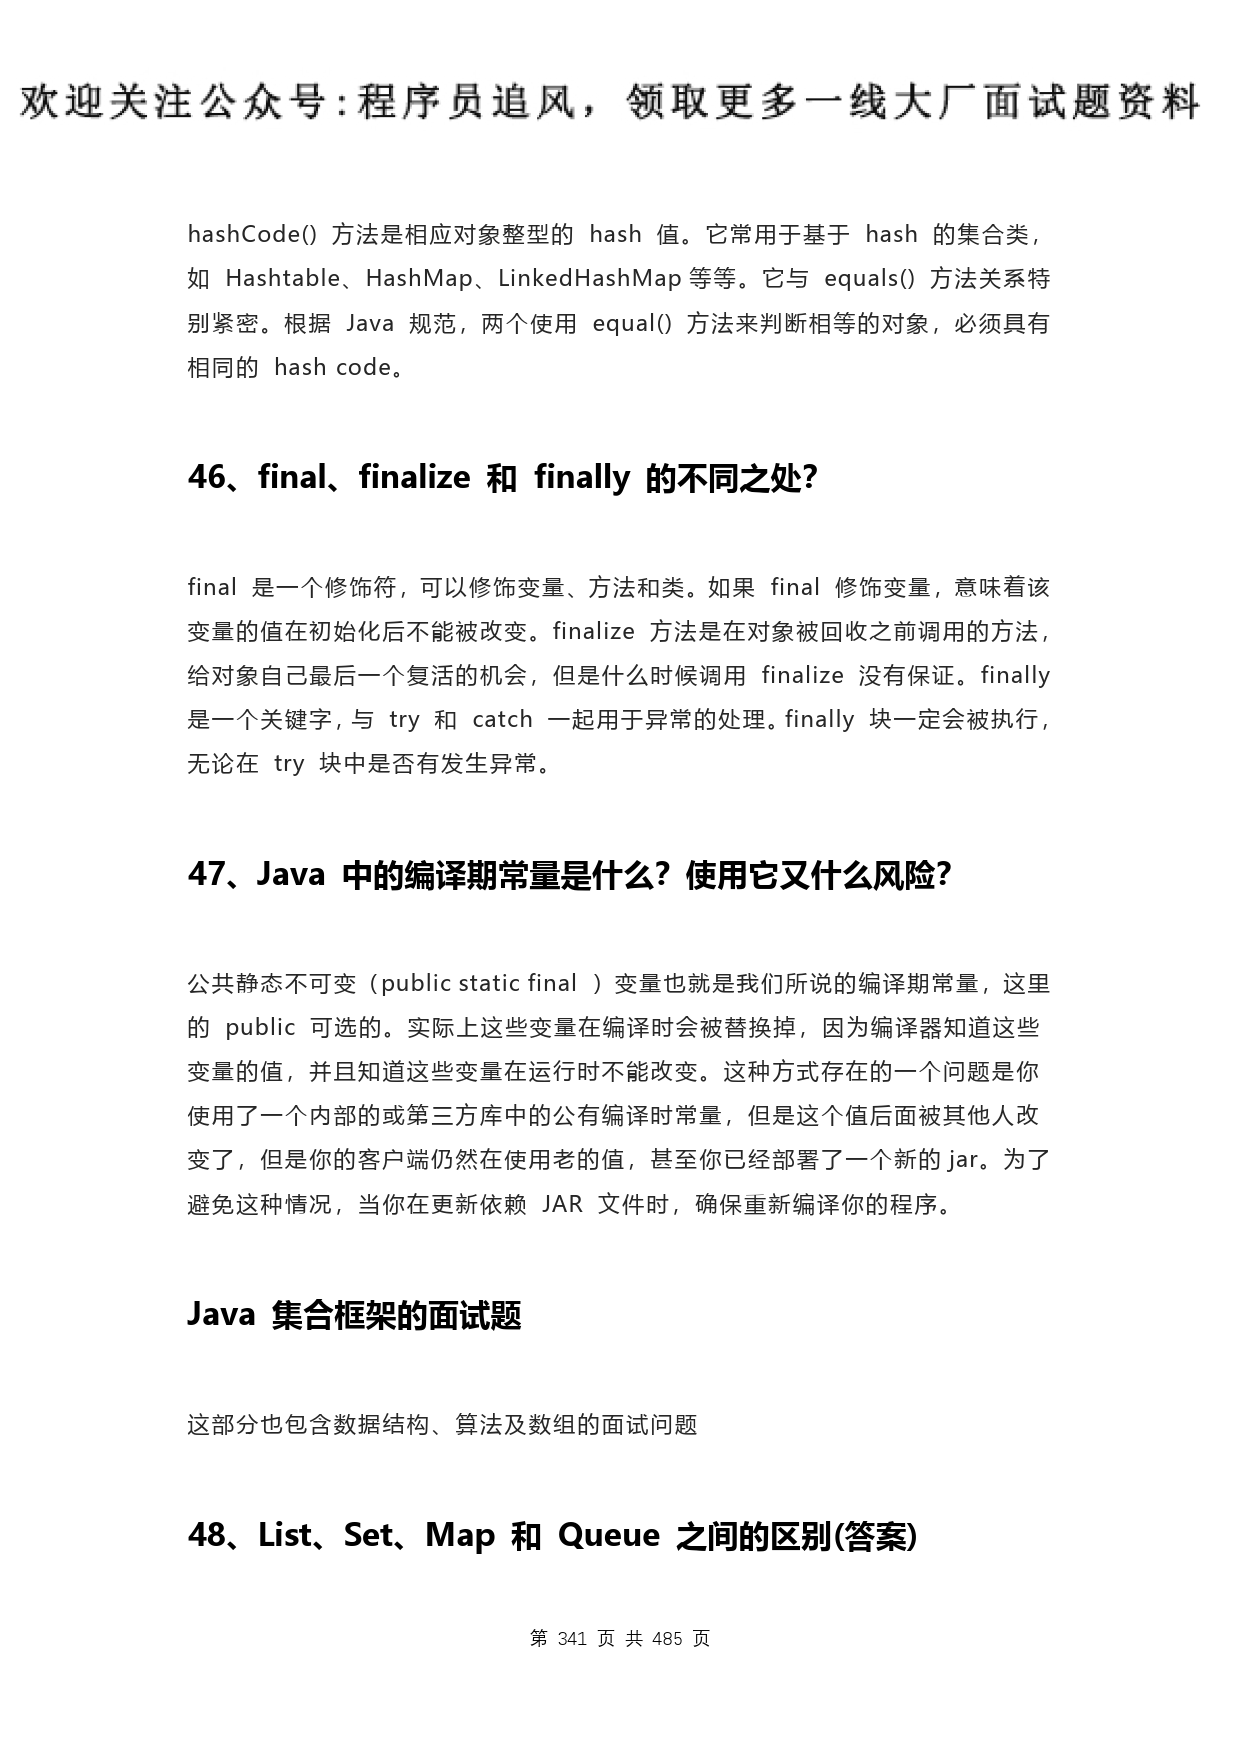 欢迎关注公众号:程序员追风，领取更多一线大厂面试题资料
hashCode() 方法是相应对象整型的 hash 值。它常用于基于 hash 的集合类，
如 Hashtable、HashMap、LinkedHashMap 等等。它与 equals() 方法关系特
别紧密。根据 Java 规范，两个使用 equal() 方法来判断相等的对象，必须具有
相同的 hash code。
46、final、finalize 和 finally 的不同之处？
final 是一个修饰符，可以修饰变量、方法和类。如果 final 修饰变量，意味着该
变量的值在初始化后不能被改变。finalize 方法是在对象被回收之前调用的方法，
给对象自己最后一个复活的机会，但是什么时候调用 finalize 没有保证。finally
是一个关键字，与 try 和 catch 一起用于异常的处理。finally 块一定会被执行，
无论在 try 块中是否有发生异常。
47、Java 中的编译期常量是什么？使用它又什么风险？
公共静态不可变（public static final ）变量也就是我们所说的编译期常量，这里
的 public 可选的。实际上这些变量在编译时会被替换掉，因为编译器知道这些
变量的值，并且知道这些变量在运行时不能改变。这种方式存在的一个问题是你
使用了一个内部的或第三方库中的公有编译时常量，但是这个值后面被其他人改
变了，但是你的客户端仍然在使用老的值，甚至你已经部署了一个新的 jar。为了
避免这种情况，当你在更新依赖 JAR 文件时，确保重新编译你的程序。
Java 集合框架的面试题
这部分也包含数据结构、算法及数组的面试问题
48、List、Set、Map 和 Queue 之间的区别(答案)
第 341 页 共 485 页